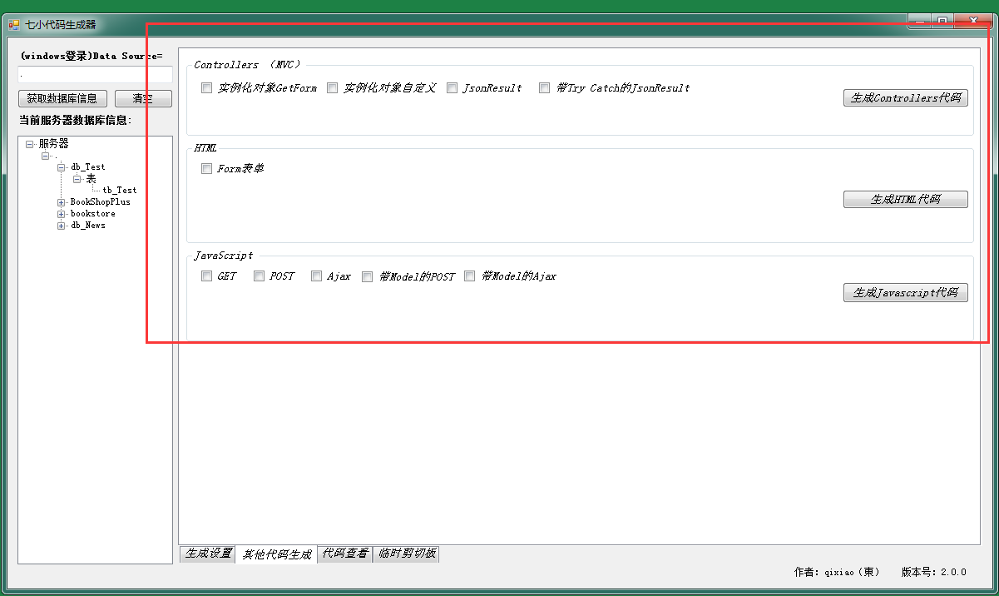 七小代码生成器
(windows登录)Data Source=
.
获取数据库信息 清空
当前服务器数据库信息:
服务器
.
db_Test
表
tb_Test
BookShopPlus
bookstore
db_News
Controllers （MVC）
实例化对象GetForm 实例化对象自定义 JsonResult 带Try Catch的JsonResult
生成Controllers代码
HTML
Form表单
生成HTML代码
JavaScript
GET POST Ajax 带Model的POST 带Model的Ajax
生成Javascript代码
生成设置 其他代码生成 代码查看 临时剪切板
作者：qixiao（東） 版本号：2.0.0